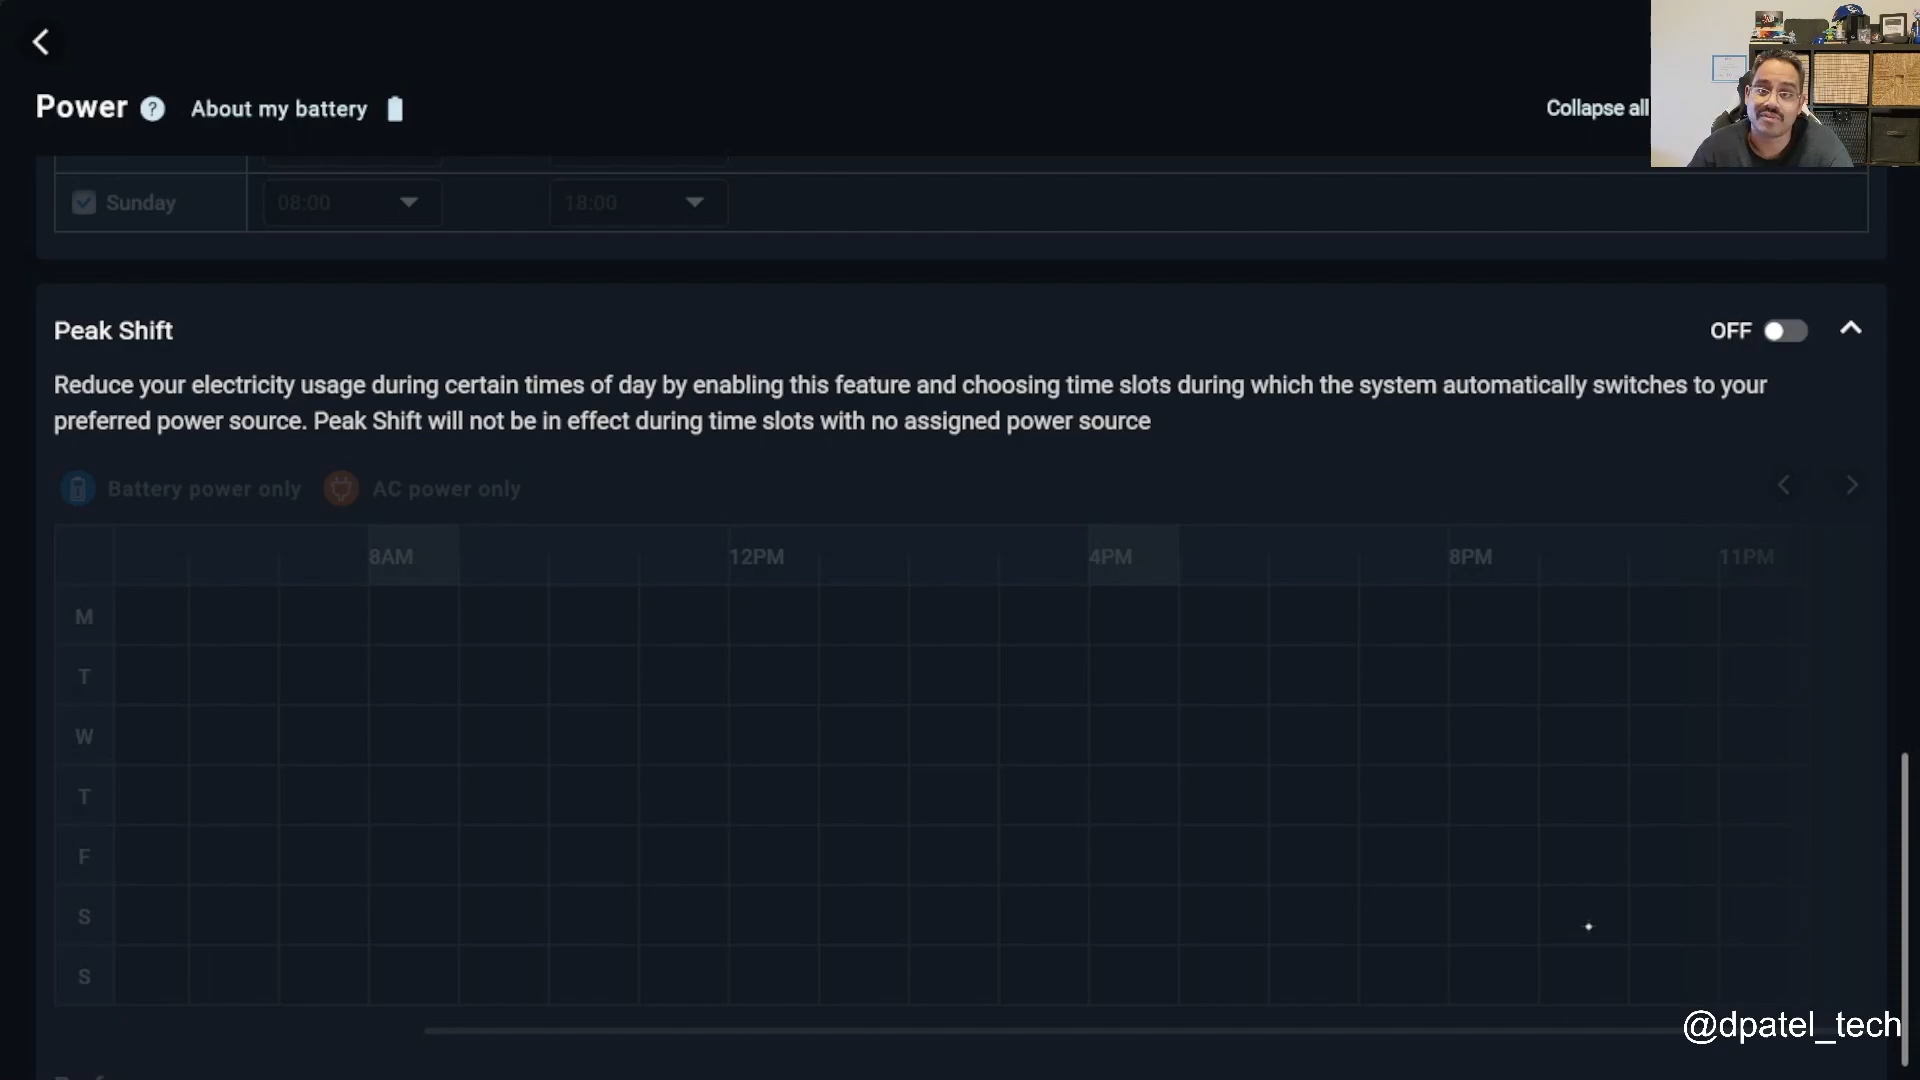 Power ? About my battery
Collapse all
Sunday 08:00 18:00
Peak Shift
OFF
Reduce your electricity usage during certain times of day by enabling this feature and choosing time slots during which the system automatically switches to your
preferred power source. Peak Shift will not be in effect during time slots with no assigned power source
Battery power only AC power only
8AM 12PM 4PM 8PM 11PM
M
T
W
T
F
S
S
@dpatel_tech